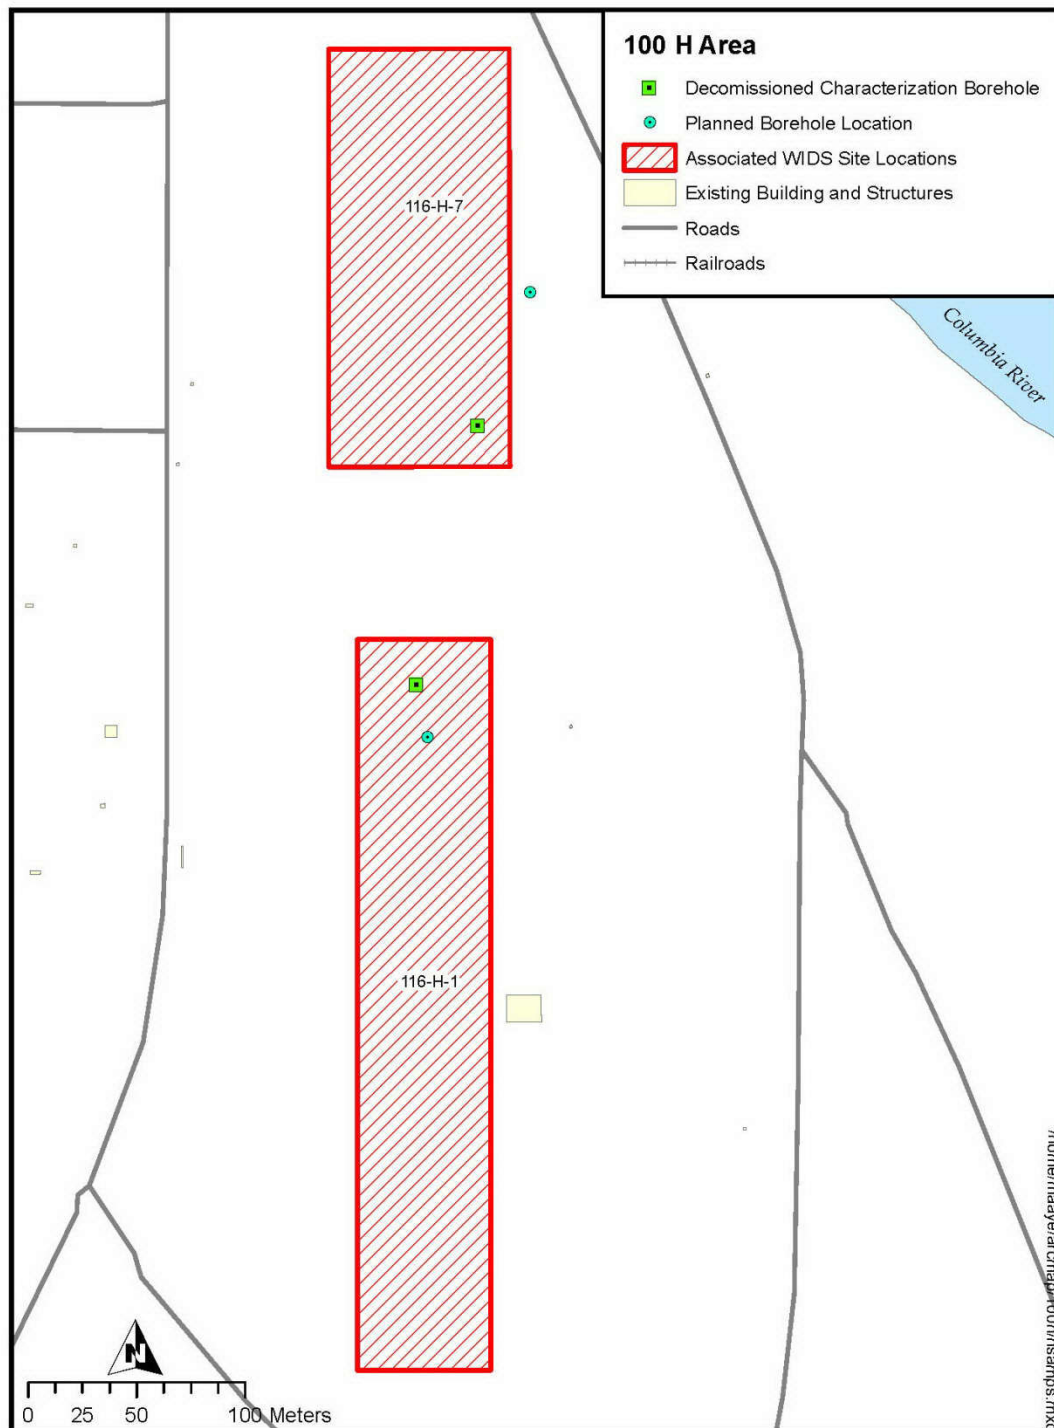 100 H Area
Decomissioned Characterization Borehole
Planned Borehole Location
Associated WIDS Site Locations
Existing Building and Structures
Roads
Railroads
116-H-7
Columbia River
116-H-1
N
0 25 50 100 Meters